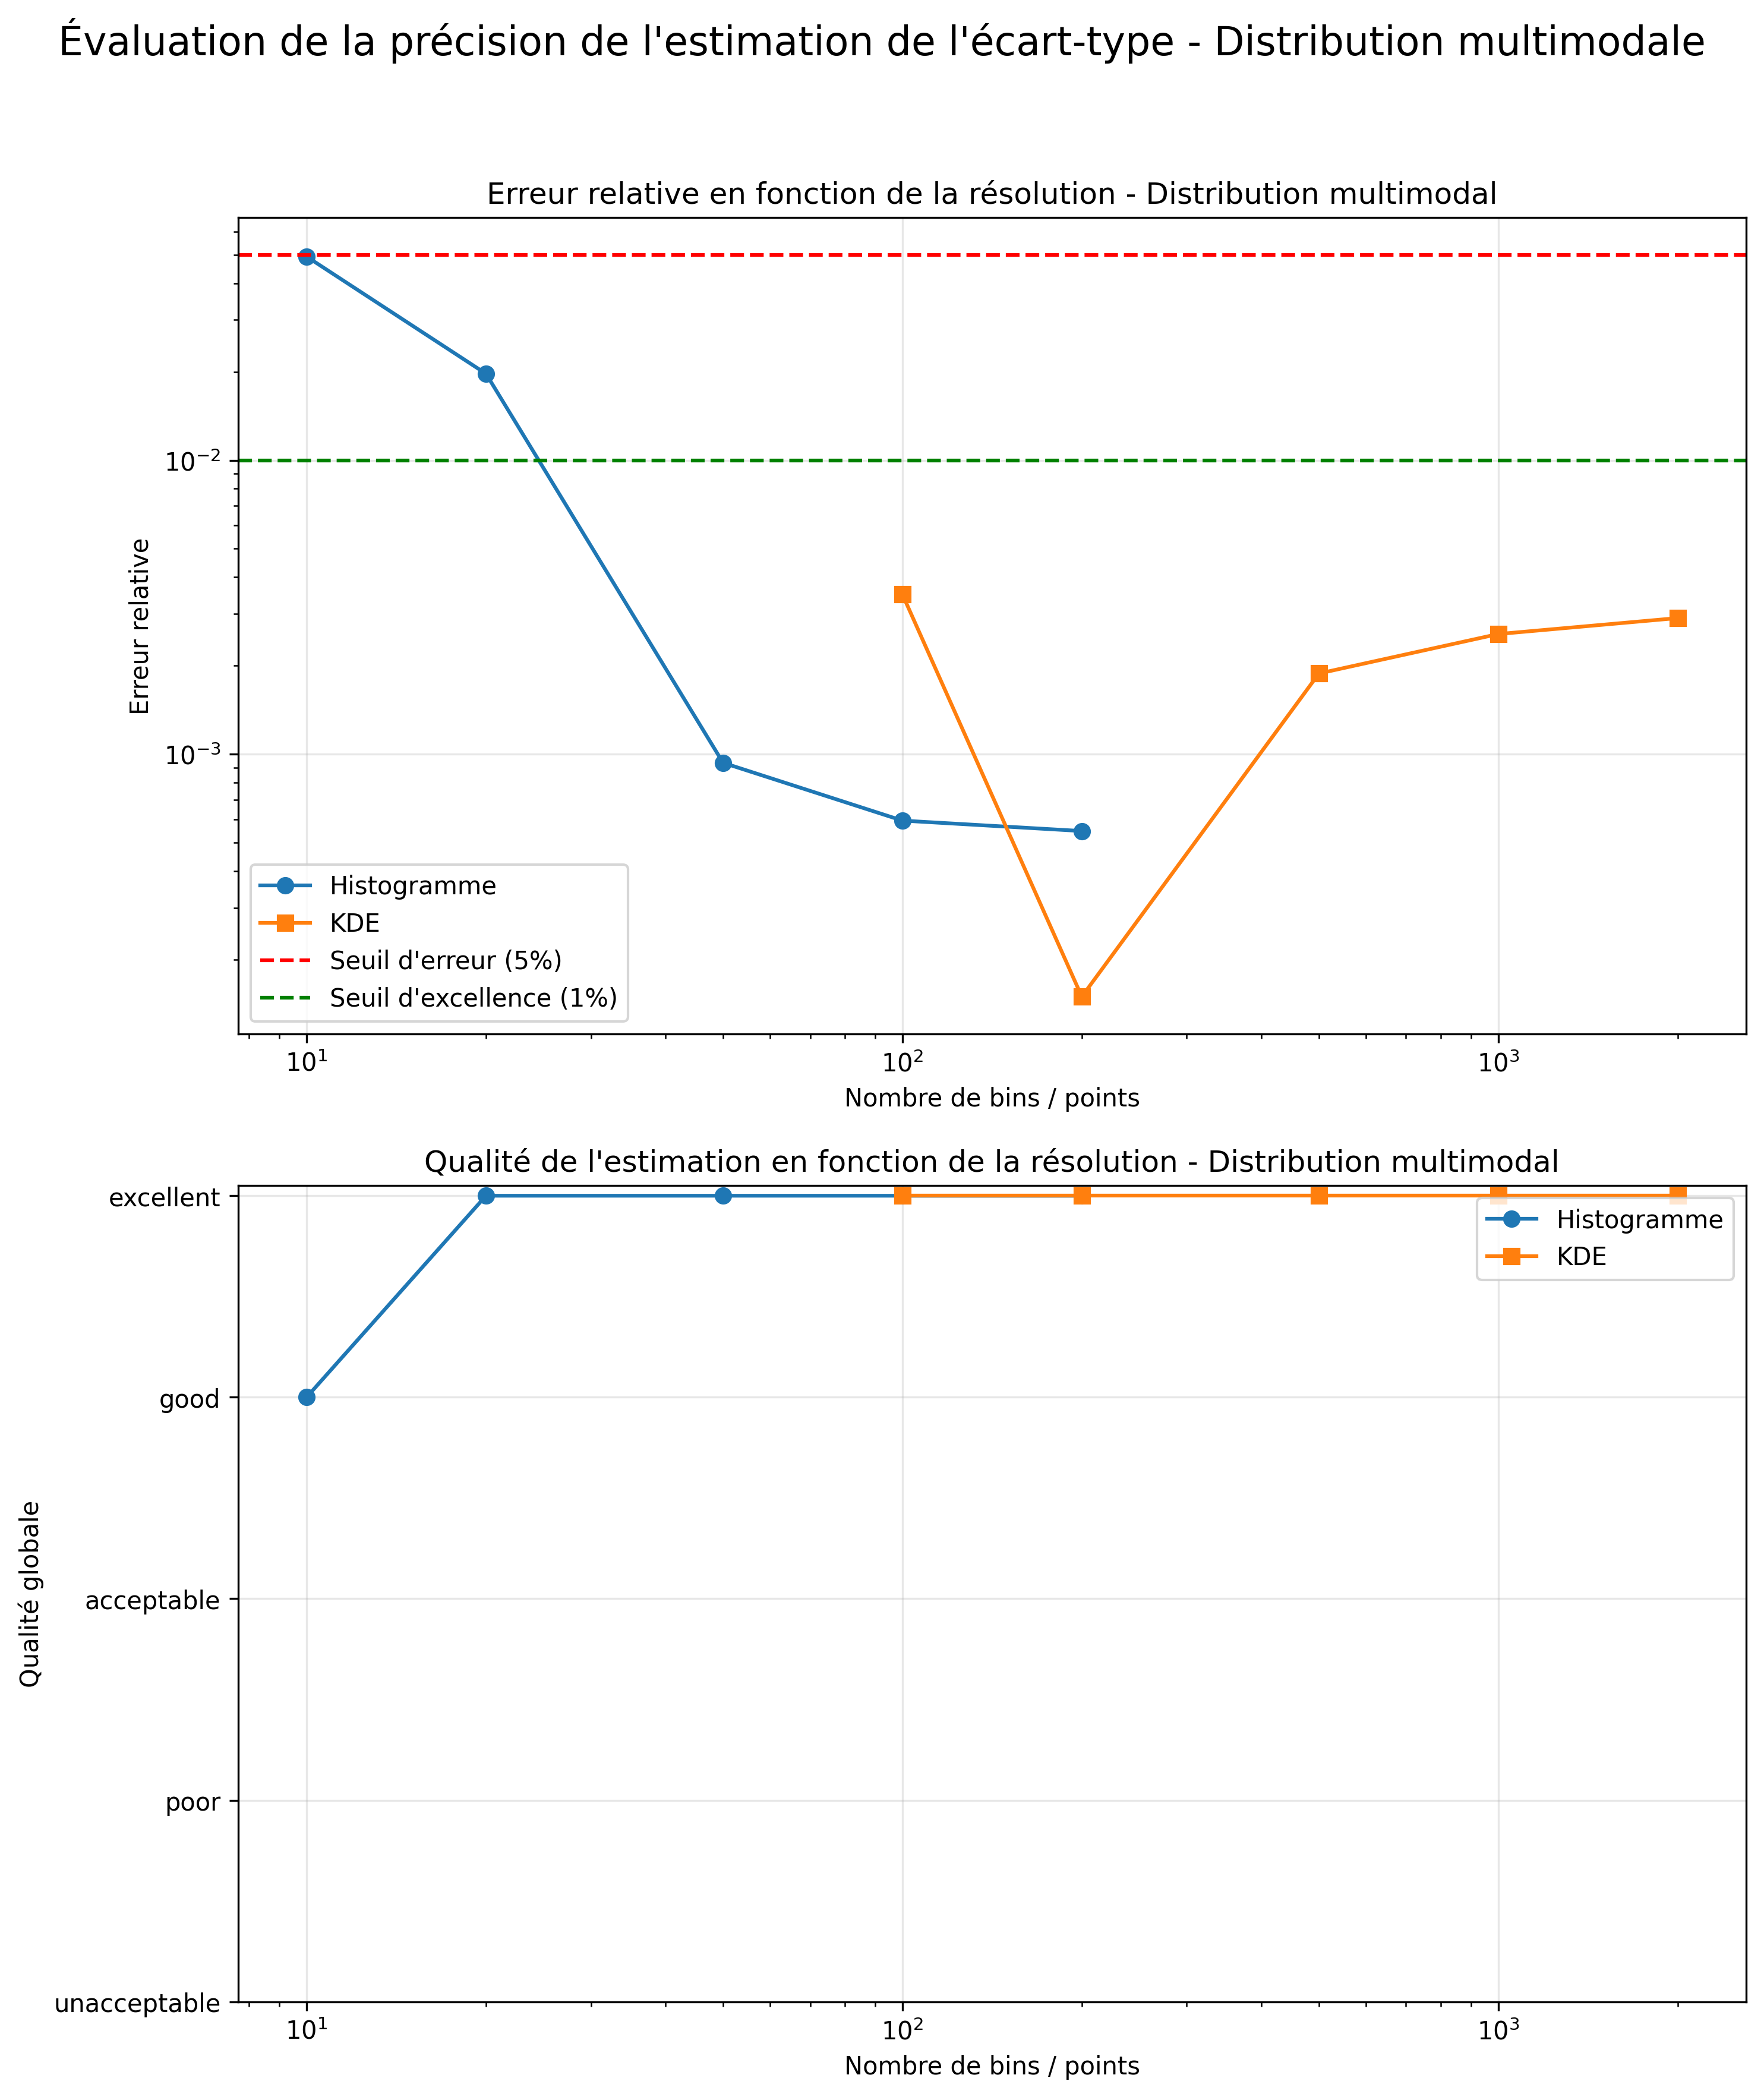 Évaluation de la précision de l'estimation de l'écart-type - Distribution multimodale
Erreur relative en fonction de la résolution - Distribution multimodal
Erreur relative
10⁻²
10⁻³
Histogramme
KDE
Seuil d'erreur (5%)
Seuil d'excellence (1%)
10¹
10²
10³
Nombre de bins / points
Qualité de l'estimation en fonction de la résolution - Distribution multimodal
Qualité globale
excellent
good
acceptable
poor
unacceptable
Histogramme
KDE
10¹
10²
10³
Nombre de bins / points